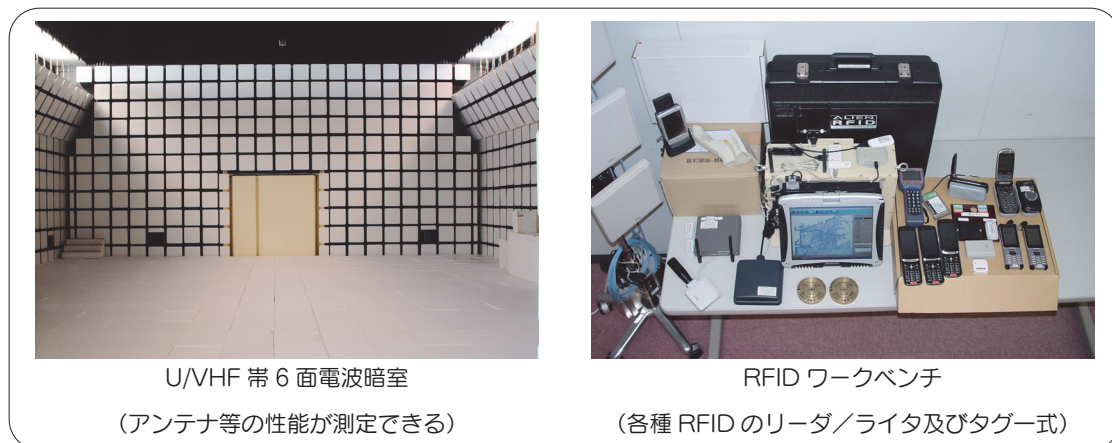 ALIEN
RFID
U/VHF 帯 6 面電波暗室
(アンテナ等の性能が測定できる)
RFID ワークベンチ
(各種 RFID のリーダ／ライタ及びタグ一式)